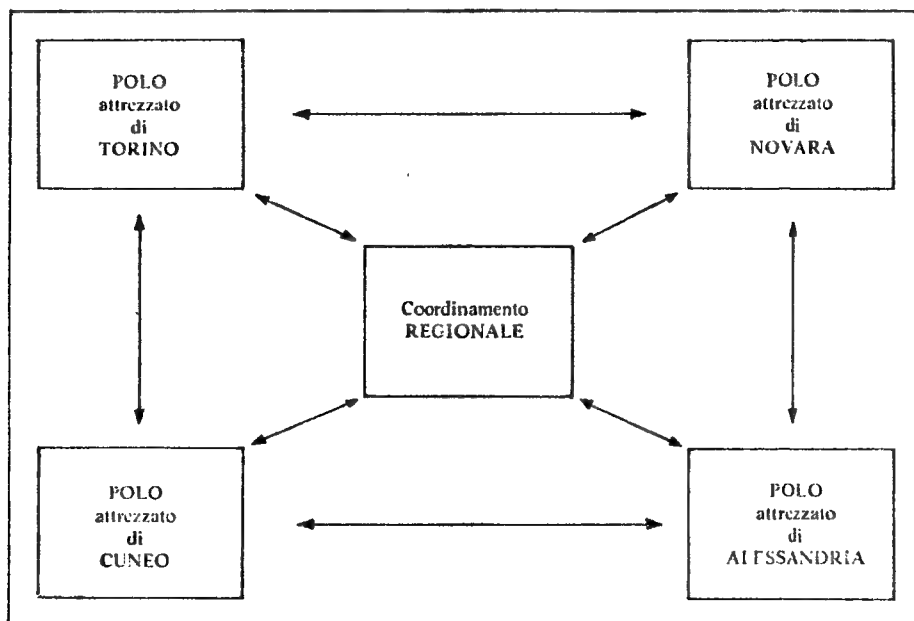 POLO
attrezzato
di
TORINO
POLO
attrezzato
di
NOVARA
Coordinamento
REGIONALE
POLO
attrezzato
di
CUNEO
POLO
attrezzato
di
ALESSANDRIA